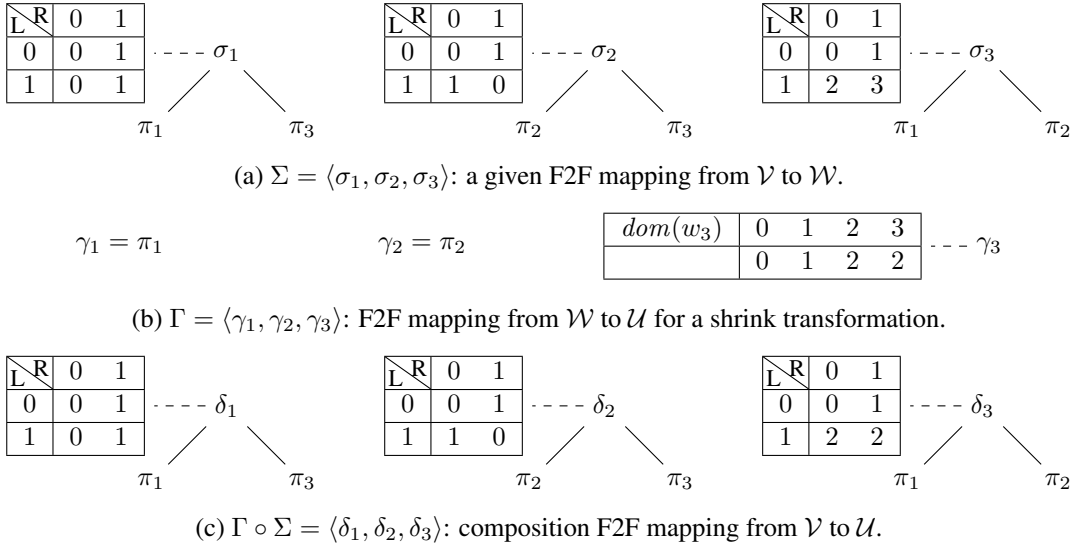 L R 0 1 L R 0 1 L R 0 1
0 0 1 σ₁ 0 0 1 σ₂ 0 0 1 σ₃
1 0 1 1 1 0 1 2 3
π₁ π₃ π₂ π₃ π₁ π₂
(a) Σ = ⟨σ₁, σ₂, σ₃⟩: a given F2F mapping from 𝒱 to 𝒲.
γ₁ = π₁ γ₂ = π₂ dom(w₃) 0 1 2 3 γ₃
0 1 2 2
(b) Γ = ⟨γ₁, γ₂, γ₃⟩: F2F mapping from 𝒲 to 𝒰 for a shrink transformation.
L R 0 1 L R 0 1 L R 0 1
0 0 1 δ₁ 0 0 1 δ₂ 0 0 1 δ₃
1 0 1 1 1 0 1 2 2
π₁ π₃ π₂ π₃ π₁ π₂
(c) Γ ∘ Σ = ⟨δ₁, δ₂, δ₃⟩: composition F2F mapping from 𝒱 to 𝒰.